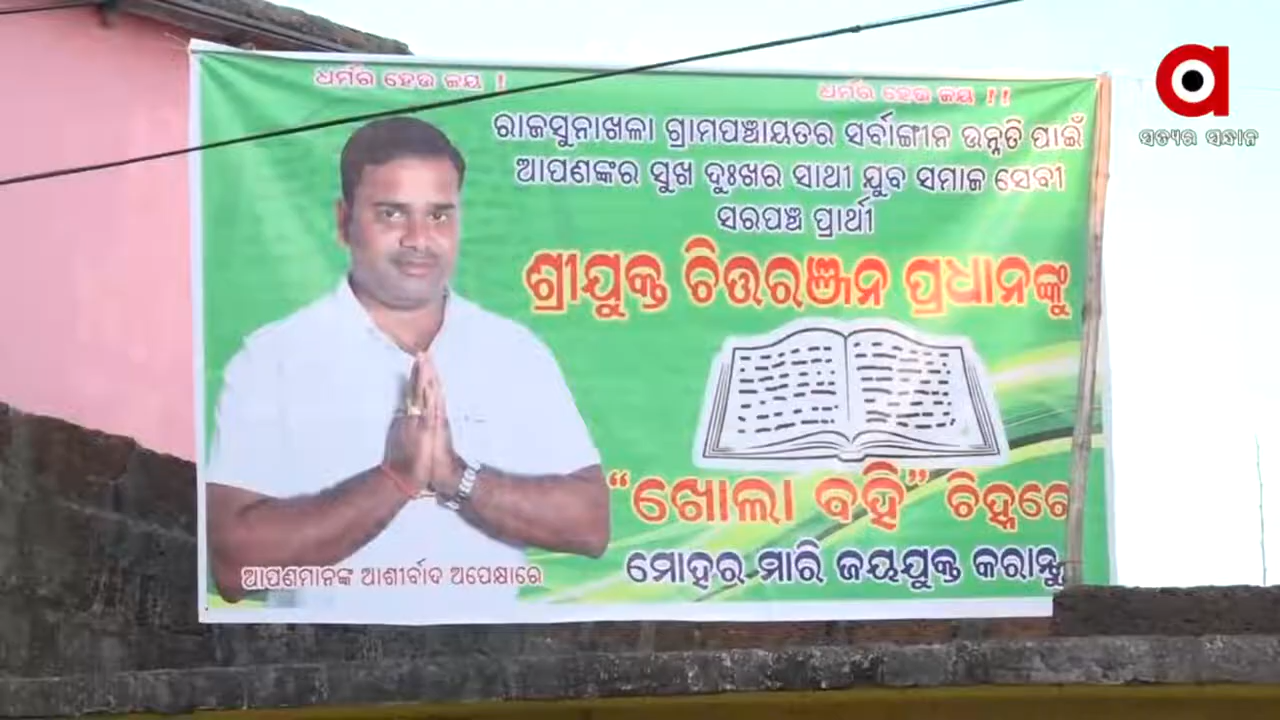 ଧର୍ମର ହେଉ ଜୟ !
ଧର୍ମର ହେଉ ଜୟ !!
ରାଜସୁନାଖଳା ଗ୍ରାମପଞ୍ଚାୟତର ସର୍ବାଙ୍ଗୀନ ଉନ୍ନତି ପାଇଁ
ଆପଣଙ୍କର ସୁଖ ଦୁଃଖର ସାଥୀ ଯୁବ ସମାଜ ସେବୀ
ସରପଞ୍ଚ ପ୍ରାର୍ଥୀ
ଶ୍ରୀଯୁକ୍ତ ଚିତ୍ତରଞ୍ଜନ ପ୍ରଧାନଙ୍କୁ
“ଖୋଲା ବହି” ଚିହ୍ନରେ
ମୋହର ମାରି ଜୟଯୁକ୍ତ କରାନ୍ତୁ
ଆପଣମାନଙ୍କ ଆଶୀର୍ବାଦ ଅପେକ୍ଷାରେ
a
ସତ୍ୟର ସନ୍ଧାନ